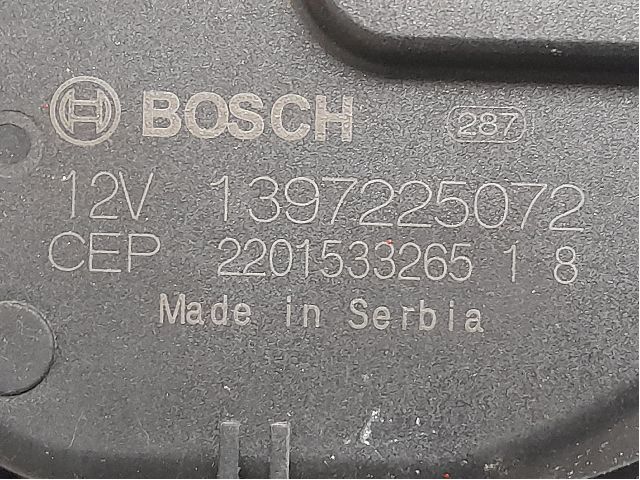 BOSCH 287
12V 1397225072
CEP 2201533265 1 8
Made in Serbia